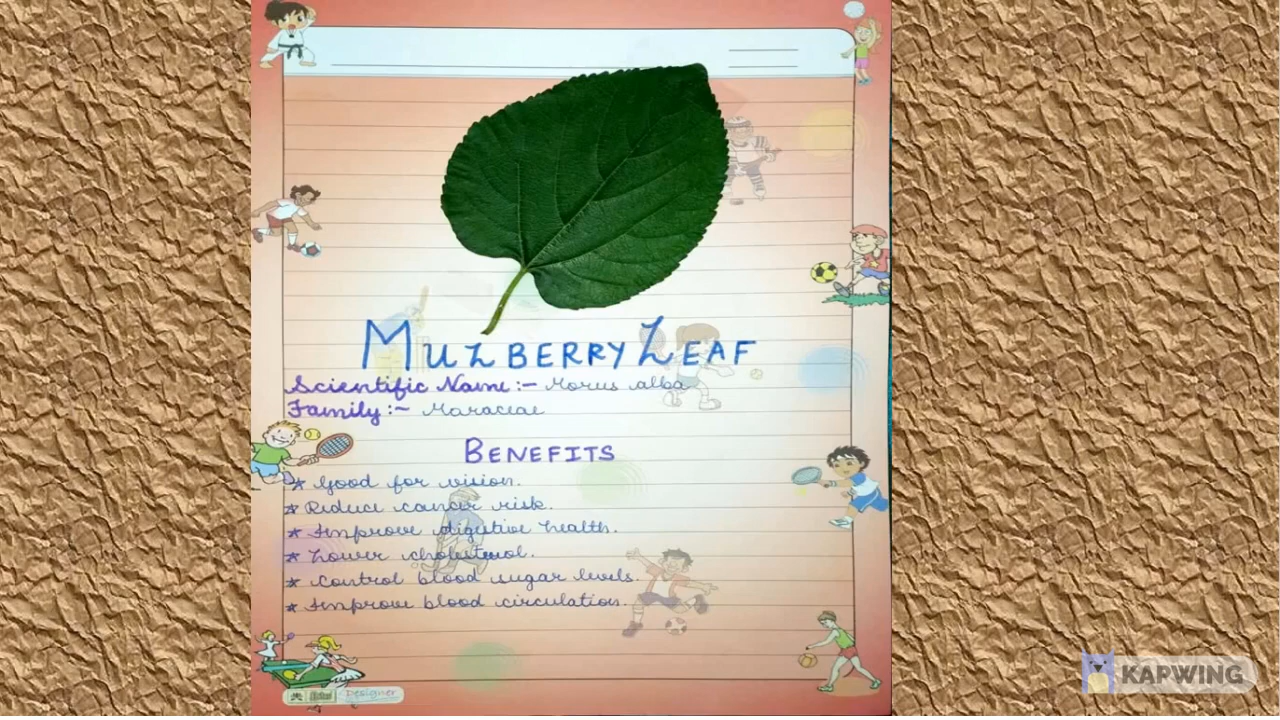 MULBERRY LEAF
Scientific Name :- Morus alba
Family :- Moraceae
BENEFITS
* Good for vision.
* Reduce cancer risk.
* Improve digestive health.
* Lower cholesterol.
* Control blood sugar levels.
* Improve blood circulation.
Designer
KAPWING